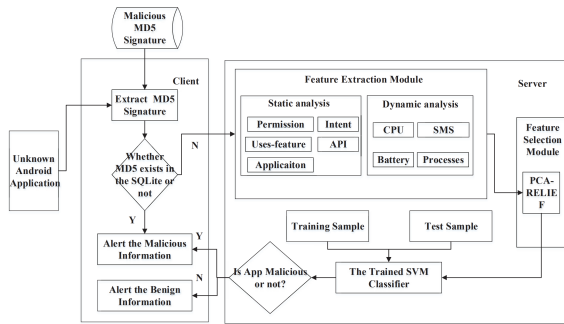 Malicious
MD5
Signature
Client
Extract MD5
Signature
Unknown
Android
Application
Whether
MD5 exists in
the SQLite or
not
N
Y
Alert the Malicious
Information
Alert the Benign
Information
Y
N
Is App Malicious
or not?
Server
Feature Extraction Module
Static analysis
Permission
Intent
Uses-feature
API
Applicaiton
Dynamic analysis
CPU
SMS
Battery
Processes
Feature
Selection
Module
PCA-
RELIE
F
Training Sample
Test Sample
The Trained SVM
Classifier